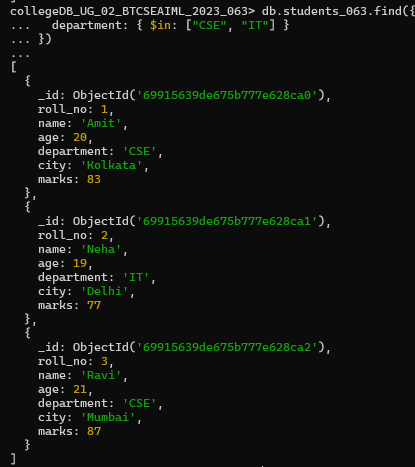 collegeDB_UG_02_BTCSEAIML_2023_063> db.students_063.find({
...   department: { $in: ["CSE", "IT"] }
... })
...
[
  {
    _id: ObjectId('69915639de675b777e628ca0'),
    roll_no: 1,
    name: 'Amit',
    age: 20,
    department: 'CSE',
    city: 'Kolkata',
    marks: 83
  },
  {
    _id: ObjectId('69915639de675b777e628ca1'),
    roll_no: 2,
    name: 'Neha',
    age: 19,
    department: 'IT',
    city: 'Delhi',
    marks: 77
  },
  {
    _id: ObjectId('69915639de675b777e628ca2'),
    roll_no: 3,
    name: 'Ravi',
    age: 21,
    department: 'CSE',
    city: 'Mumbai',
    marks: 87
  }
]